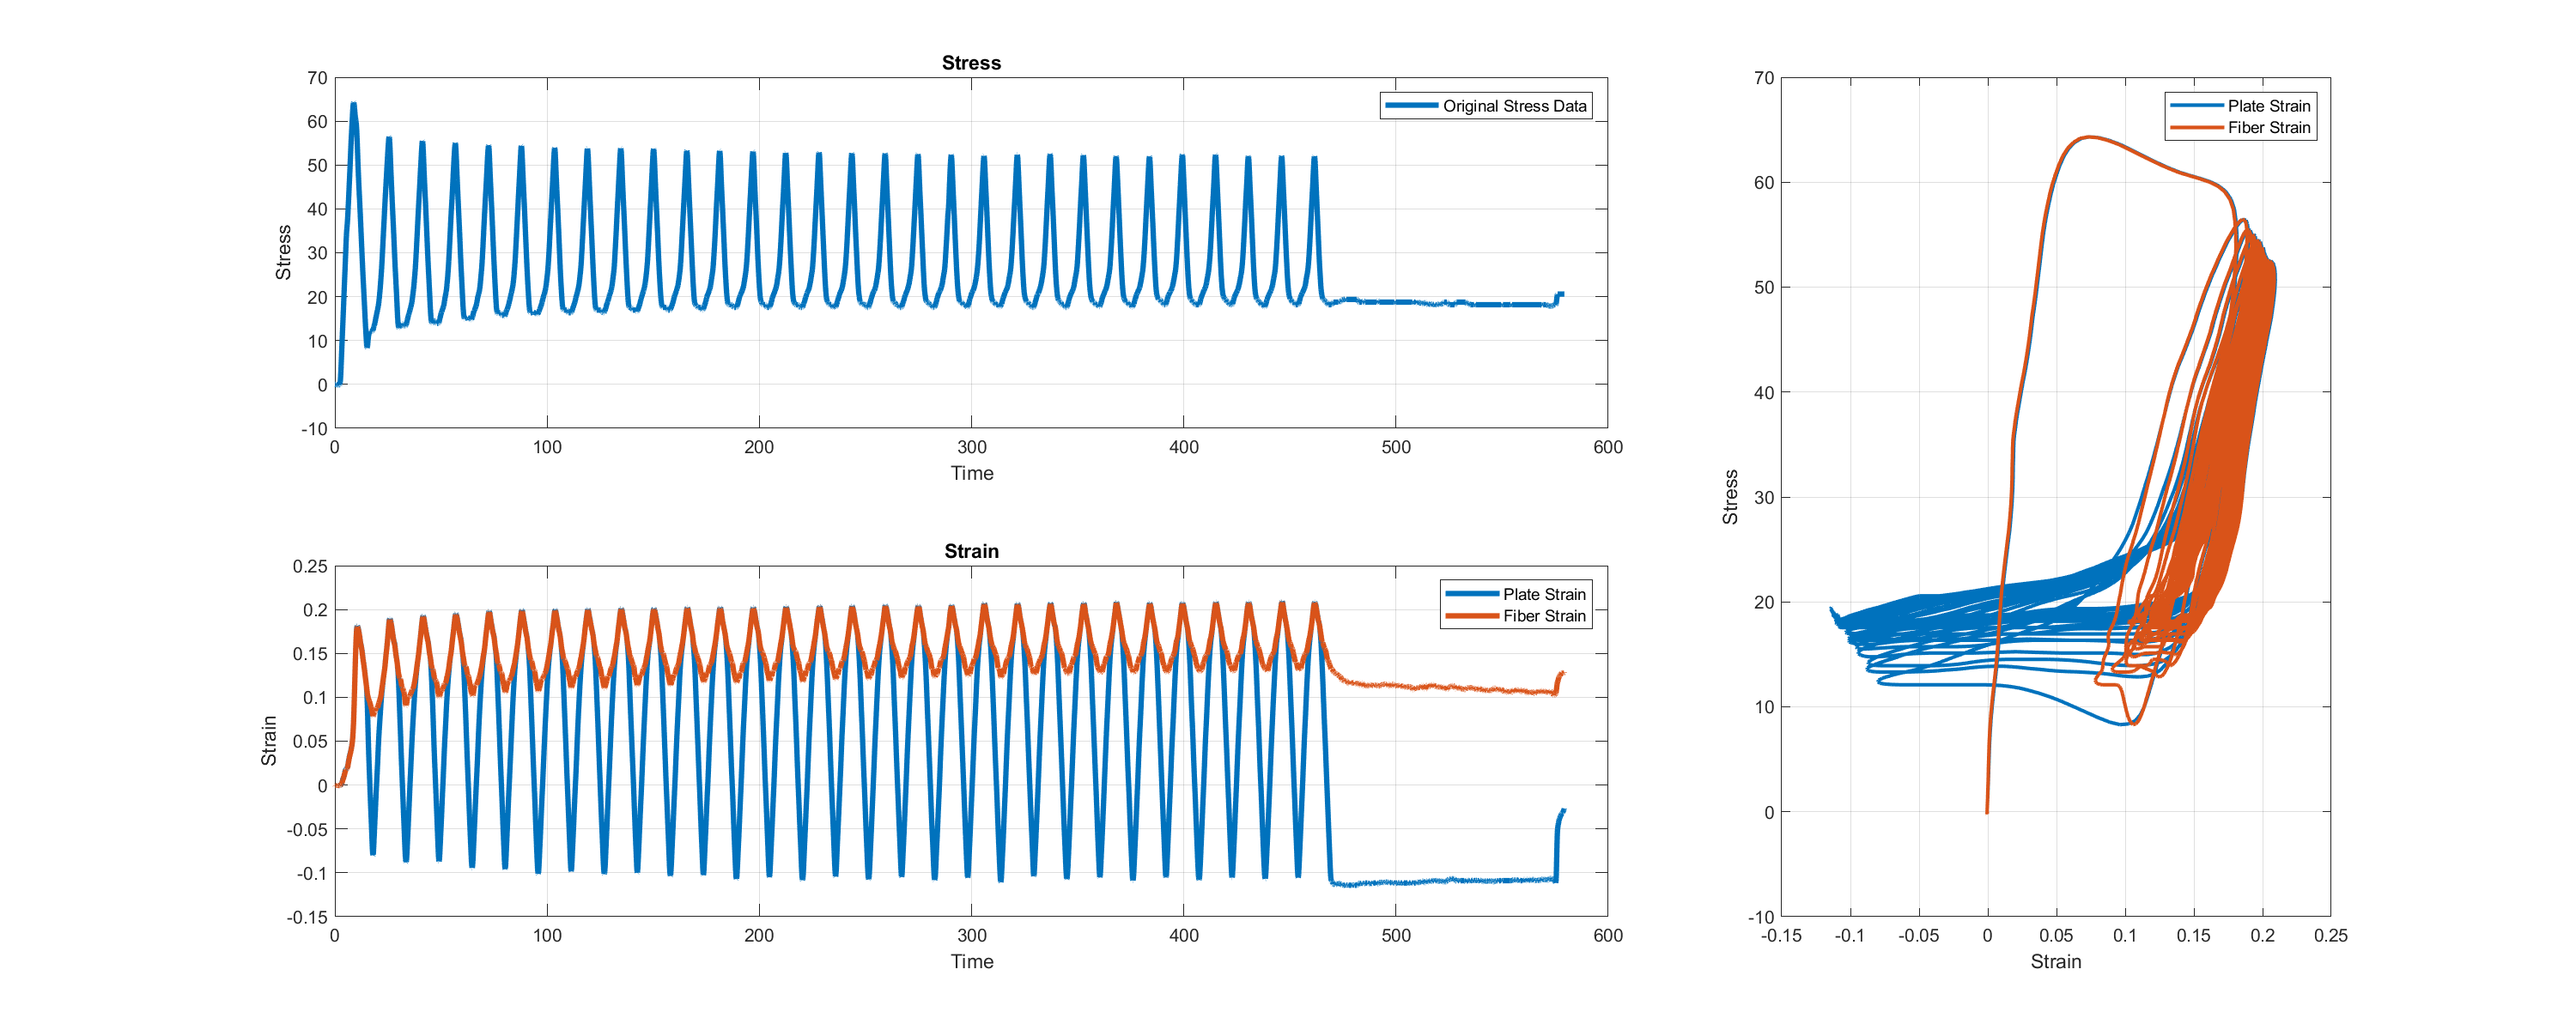 Stress
70
60
50
40
30
20
10
0
-10
Stress
Original Stress Data
0 100 200 300 400 500 600
Time
Strain
0.25
0.2
0.15
0.1
0.05
0
-0.05
-0.1
-0.15
Strain
Plate Strain
Fiber Strain
0 100 200 300 400 500 600
Time
70
60
50
40
30
20
10
0
-10
Stress
Plate Strain
Fiber Strain
-0.15 -0.1 -0.05 0 0.05 0.1 0.15 0.2 0.25
Strain